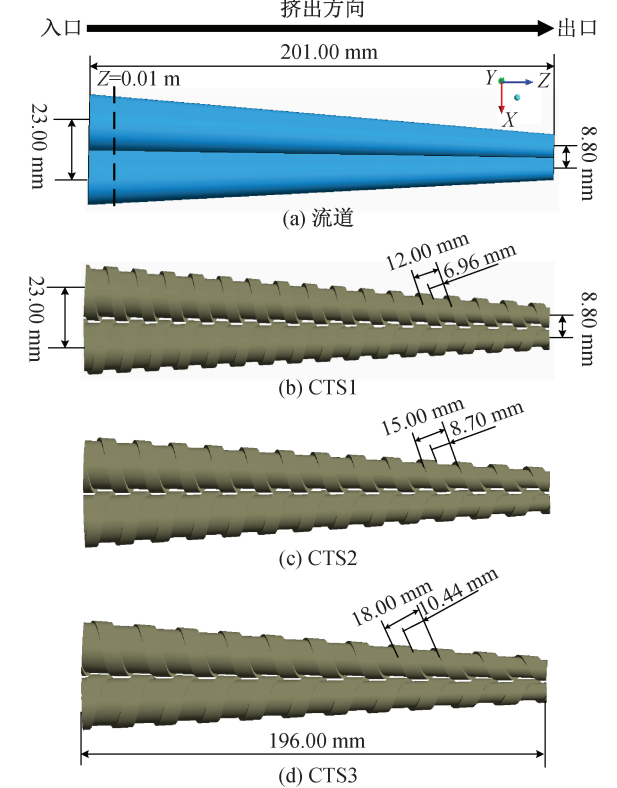 挤出方向
入口
出口
201.00 mm
Z=0.01 m
Y
Z
X
23.00 mm
8.80 mm
(a) 流道
12.00 mm
6.96 mm
23.00 mm
8.80 mm
(b) CTS1
15.00 mm
8.70 mm
(c) CTS2
18.00 mm
10.44 mm
196.00 mm
(d) CTS3